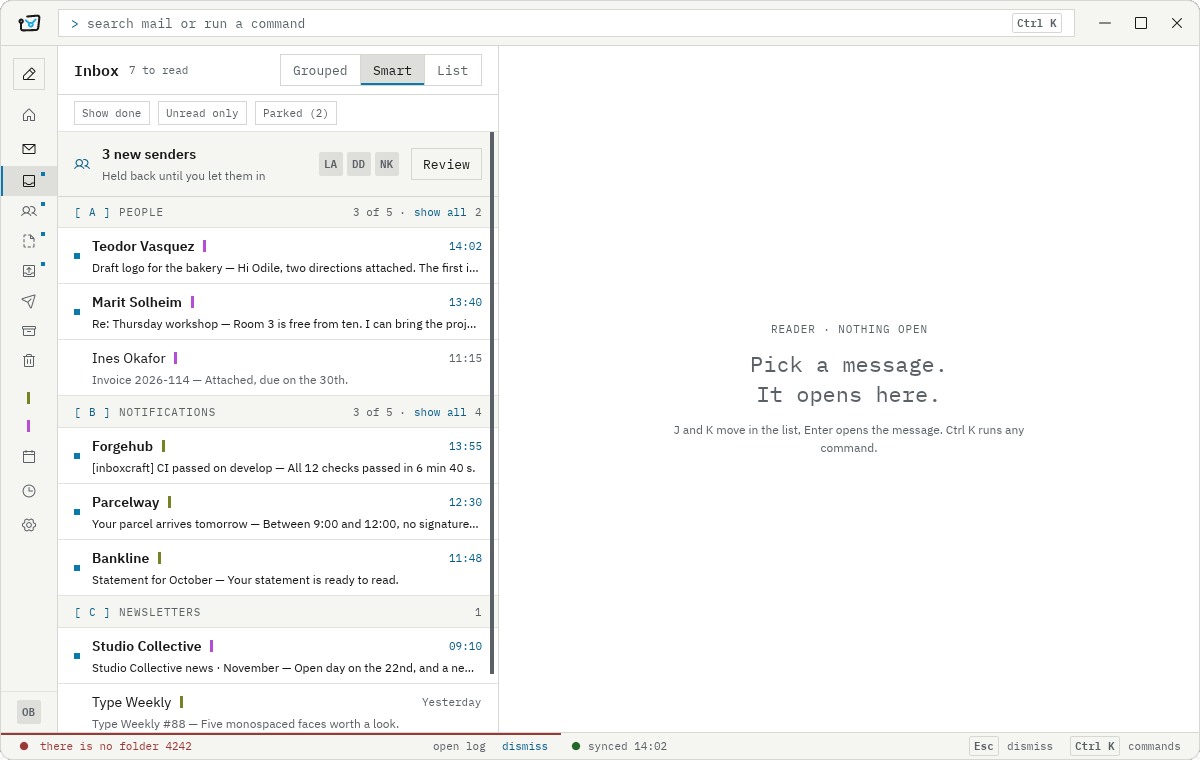 > search mail or run a command
Ctrl K
Inbox 7 to read
Grouped Smart List
Show done Unread only Parked (2)
3 new senders
Held back until you let them in
LA DD NK
Review
[ A ] PEOPLE 3 of 5 · show all 2
Teodor Vasquez 14:02
Draft logo for the bakery — Hi Odile, two directions attached. The first i…
Marit Solheim 13:40
Re: Thursday workshop — Room 3 is free from ten. I can bring the proj…
Ines Okafor 11:15
Invoice 2026-114 — Attached, due on the 30th.
[ B ] NOTIFICATIONS 3 of 5 · show all 4
Forgehub 13:55
[inboxcraft] CI passed on develop — All 12 checks passed in 6 min 40 s.
Parcelway 12:30
Your parcel arrives tomorrow — Between 9:00 and 12:00, no signature…
Bankline 11:48
Statement for October — Your statement is ready to read.
[ C ] NEWSLETTERS 1
Studio Collective 09:10
Studio Collective news · November — Open day on the 22nd, and a ne…
Type Weekly Yesterday
Type Weekly #88 — Five monospaced faces worth a look.
READER · NOTHING OPEN
Pick a message.
It opens here.
J and K move in the list, Enter opens the message. Ctrl K runs any
command.
OB
there is no folder 4242 open log dismiss synced 14:02 Esc dismiss Ctrl K commands